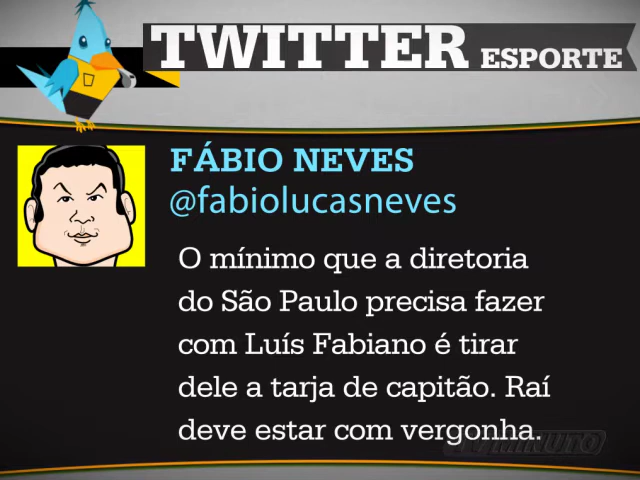 TWITTER ESPORTE
FÁBIO NEVES
@fabiolucasneves
O mínimo que a diretoria
do São Paulo precisa fazer
com Luís Fabiano é tirar
dele a tarja de capitão. Raí
deve estar com vergonha.